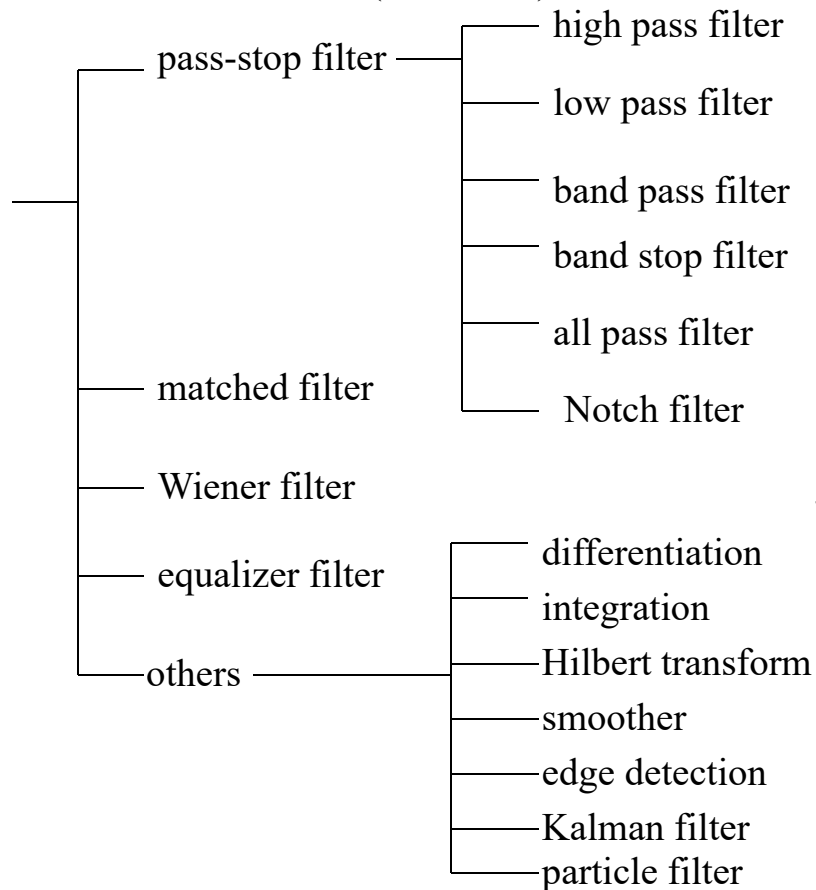 pass-stop filter
high pass filter
low pass filter
band pass filter
band stop filter
all pass filter
Notch filter
matched filter
Wiener filter
equalizer filter
others
differentiation
integration
Hilbert transform
smoother
edge detection
Kalman filter
particle filter